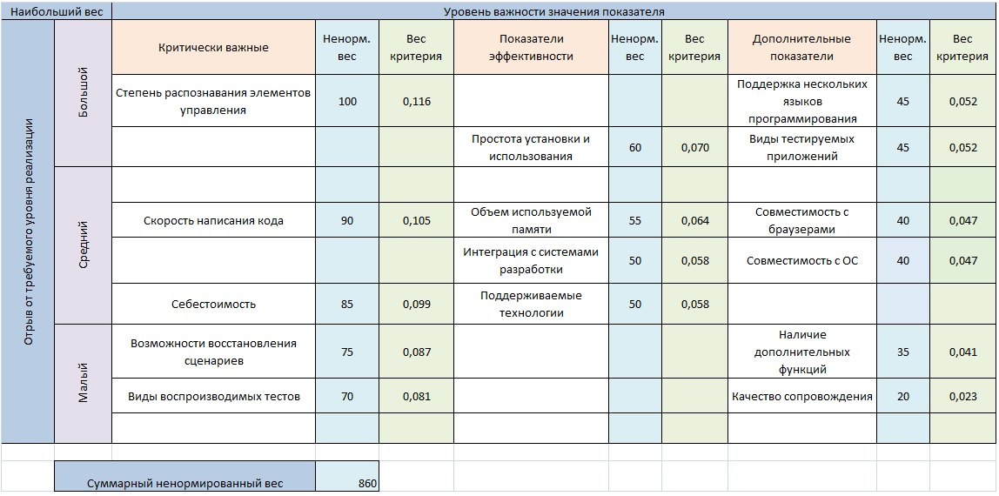 Наибольший вес
Уровень важности значения показателя
Отрыв от требуемого уровня реализации
Большой
Критически важные
Ненорм.
вес
Вес
критерия
Показатели
эффективности
Ненорм.
вес
Вес
критерия
Дополнительные
показатели
Ненорм.
вес
Вес
критерия
Степень распознавания элементов
управления
100
0,116
Поддержка нескольких
языков
программирования
45
0,052
Простота установки и
использования
60
0,070
Виды тестируемых
приложений
45
0,052
Средний
Скорость написания кода
90
0,105
Объем используемой
памяти
55
0,064
Совместимость с
браузерами
40
0,047
Интеграция с системами
разработки
50
0,058
Совместимость с ОС
40
0,047
Себестоимость
85
0,099
Поддерживаемые
технологии
50
0,058
Малый
Возможности восстановления
сценариев
75
0,087
Наличие
дополнительных
функций
35
0,041
Виды воспроизводимых тестов
70
0,081
Качество сопровождения
20
0,023
Суммарный ненормированный вес
860